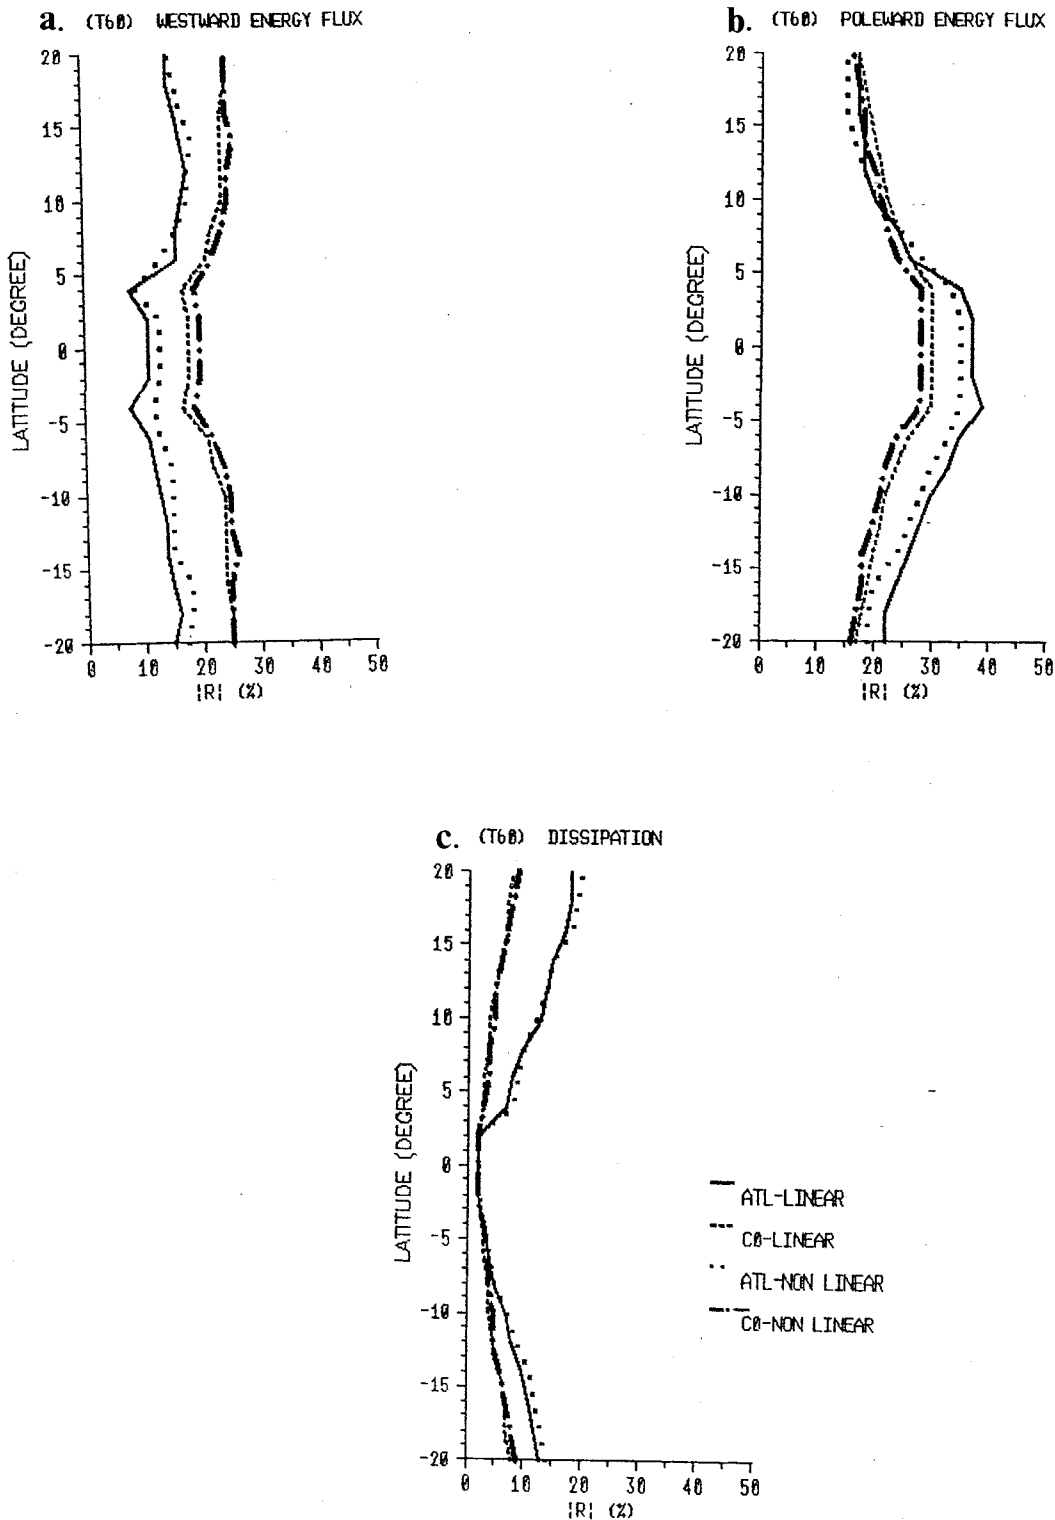 a. (T60) WESTWARD ENERGY FLUX
20
15
10
5
0
-5
-10
-15
-20
LATITUDE (DEGREE)
0 10 20 30 40 50
|R| (%)
b. (T60) POLEWARD ENERGY FLUX
20
15
10
5
0
-5
-10
-15
-20
LATITUDE (DEGREE)
0 10 20 30 40 50
|R| (%)
c. (T60) DISSIPATION
20
15
10
5
0
-5
-10
-15
-20
LATITUDE (DEGREE)
0 10 20 30 40 50
|R| (%)
ATL-LINEAR
C0-LINEAR
ATL-NON LINEAR
C0-NON LINEAR